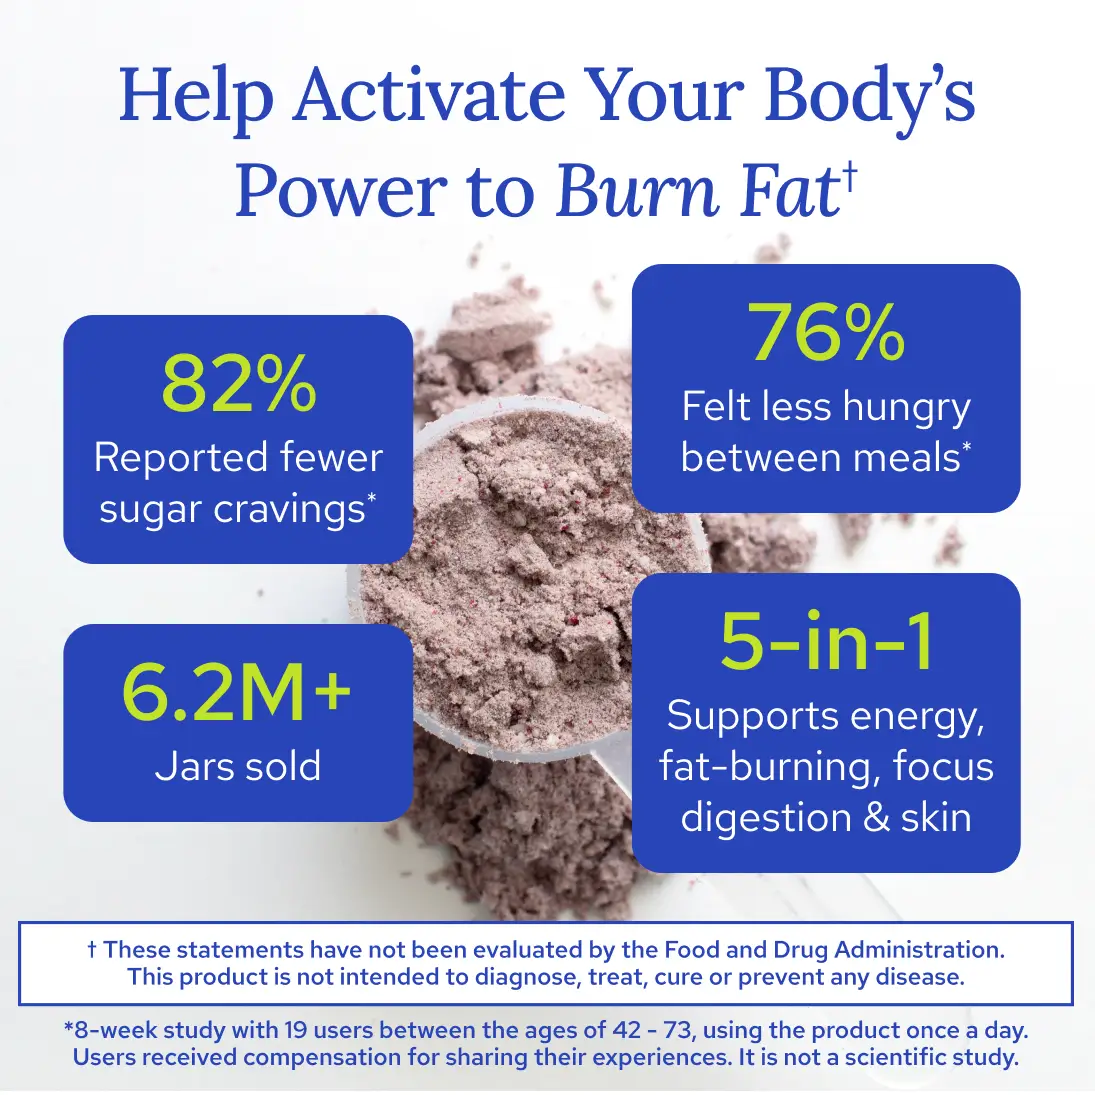 Help Activate Your Body’s
Power to Burn Fat†
82%
Reported fewer
sugar cravings*
76%
Felt less hungry
between meals*
6.2M+
Jars sold
5-in-1
Supports energy,
fat-burning, focus
digestion & skin
† These statements have not been evaluated by the Food and Drug Administration.
This product is not intended to diagnose, treat, cure or prevent any disease.
*8-week study with 19 users between the ages of 42 - 73, using the product once a day.
Users received compensation for sharing their experiences. It is not a scientific study.